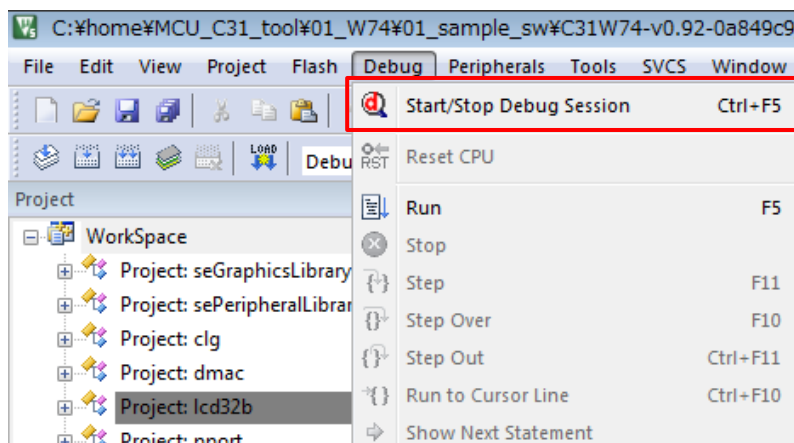 C:¥home¥MCU_C31_tool¥01_W74¥01_sample_sw¥C31W74-v0.92-0a849c9
File Edit View Project Flash Debug Peripherals Tools SVCS Window
Start/Stop Debug Session Ctrl+F5
LOAD
Debu
RST Reset CPU
Project
Run F5
WorkSpace
Stop
Project: seGraphicsLibrary
Step F11
Project: sePeripheralLibrar
Step Over F10
Project: clg
Step Out Ctrl+F11
Project: dmac
Run to Cursor Line Ctrl+F10
Project: lcd32b
Show Next Statement
Project: pport